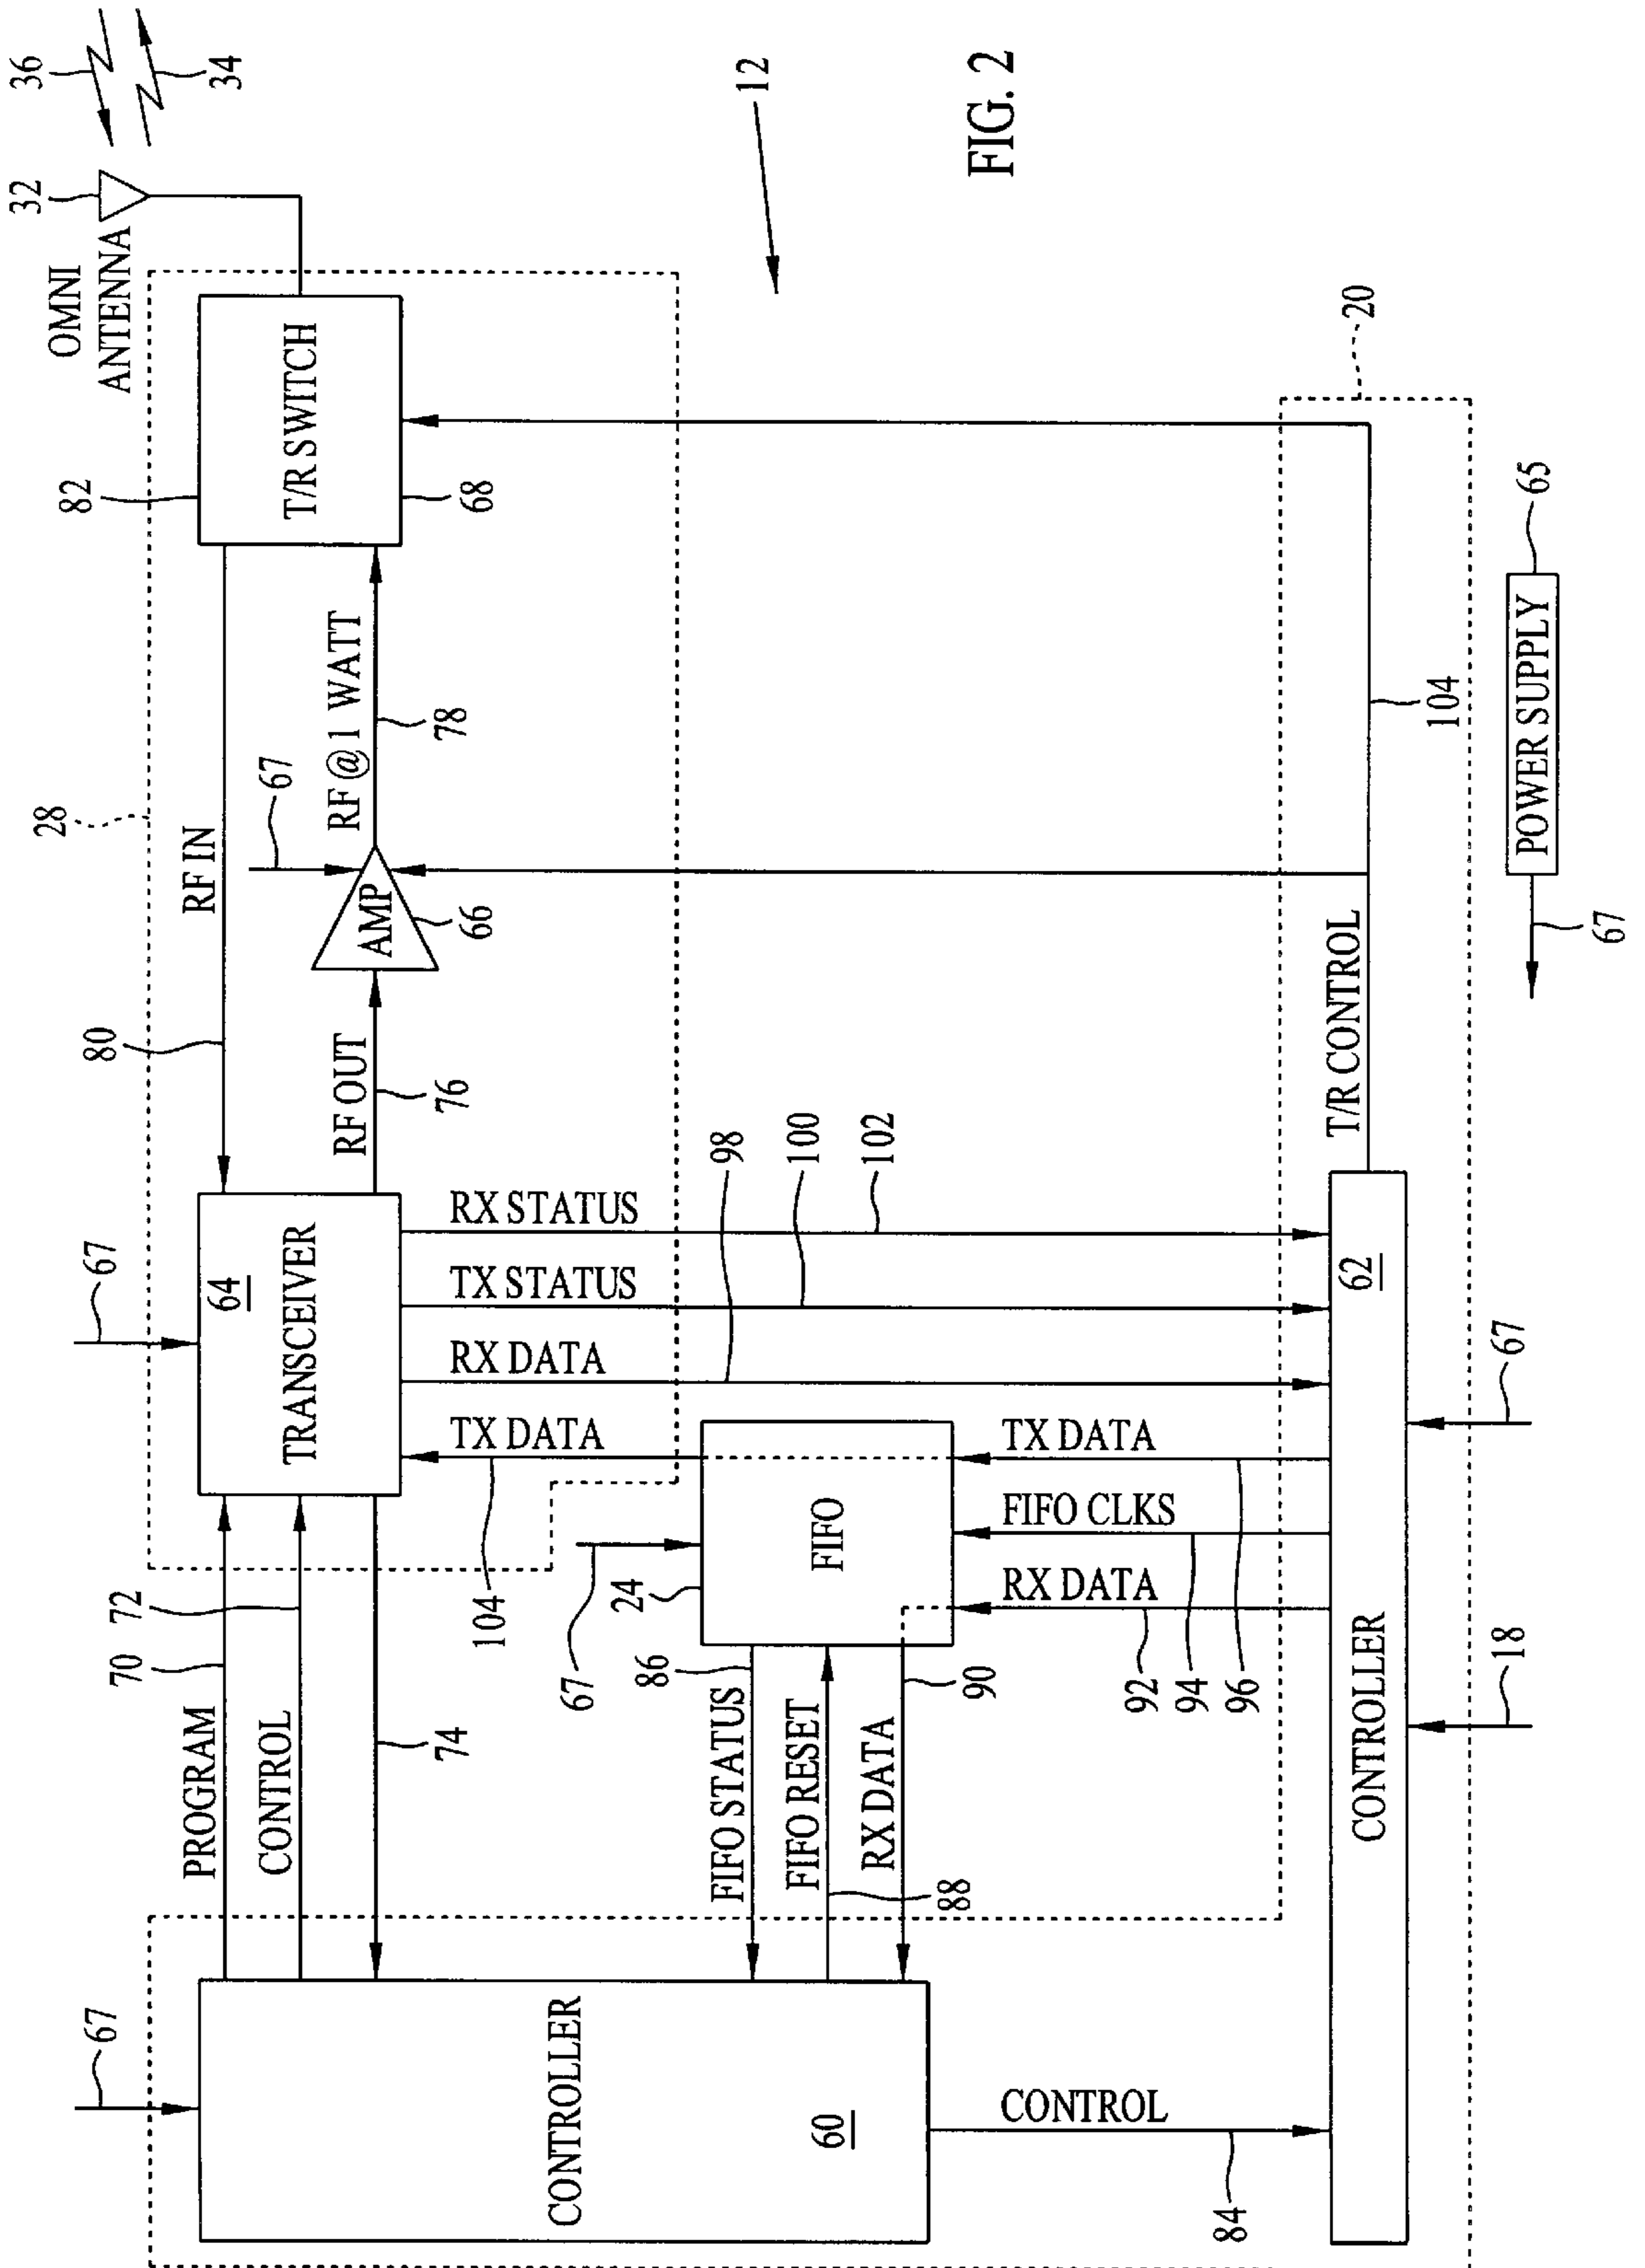 FIG. 2
12
36
34
32
OMNI
ANTENNA
28
82
T/R SWITCH
68
RF IN
80
RF @ 1 WATT
78
67
AMP
66
RF OUT
76
67
64
TRANSCEIVER
PROGRAM
70
CONTROL
72
74
RX STATUS
102
TX STATUS
100
RX DATA
98
TX DATA
104
67
24
FIFO
TX DATA
96
FIFO CLKS
94
RX DATA
92
FIFO STATUS
86
FIFO RESET
88
RX DATA
90
67
CONTROLLER
60
CONTROL
84
20
T/R CONTROL
104
62
CONTROLLER
67
18
POWER SUPPLY
65
67